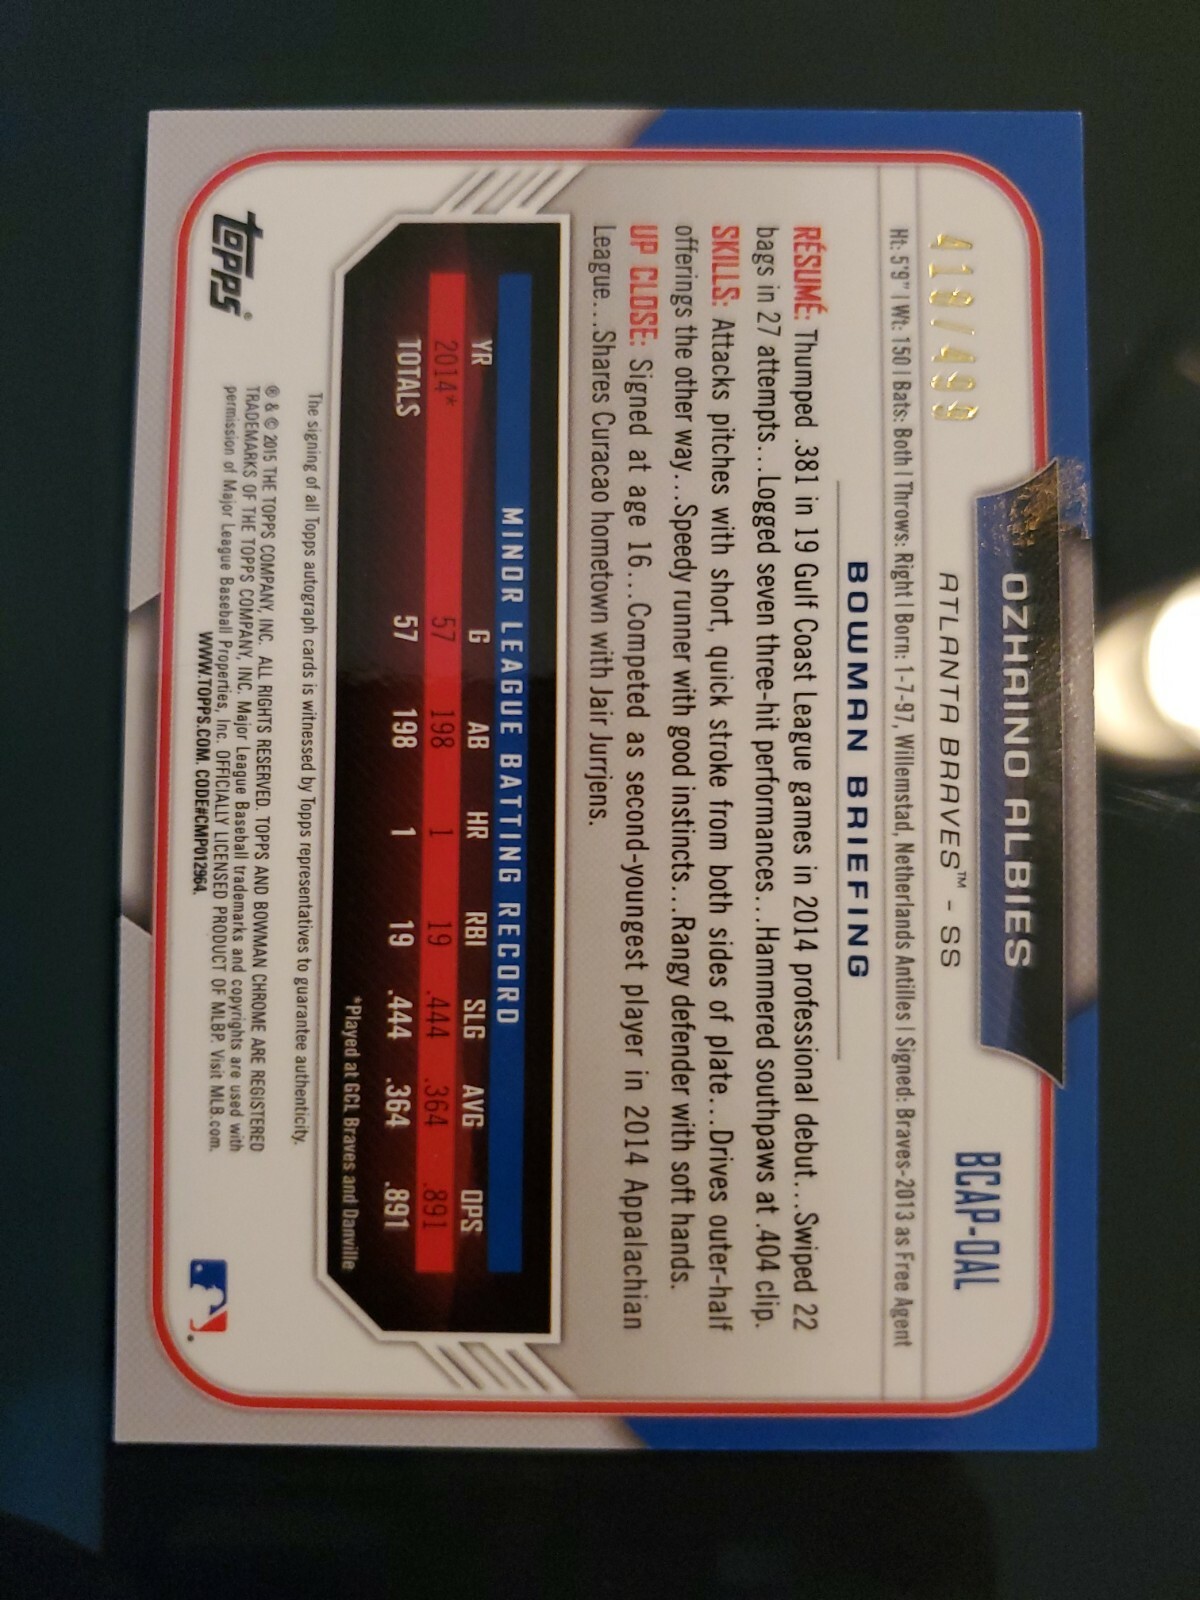 418/499
OZHAINO ALBIES
ATLANTA BRAVES™ - SS
BCAP-OAL
Ht: 5'9" | Wt: 150 | Bats: Both | Throws: Right | Born: 1-7-97, Willemstad, Netherlands Antilles | Signed: Braves-2013 as Free Agent
BOWMAN BRIEFING
RÉSUMÉ: Thumped .381 in 19 Gulf Coast League games in 2014 professional debut...Swiped 22
bags in 27 attempts...Logged seven three-hit performances...Hammered southpaws at .404 clip.
SKILLS: Attacks pitches with short, quick stroke from both sides of plate...Drives outer-half
offerings the other way...Speedy runner with good instincts...Rangy defender with soft hands.
UP CLOSE: Signed at age 16...Competed as second-youngest player in 2014 Appalachian
League...Shares Curacao hometown with Jair Jurrjens.
MINOR LEAGUE BATTING RECORD
YR G AB HR RBI SLG AVG OPS
2014* 57 198 1 19 .444 .364 .891
TOTALS 57 198 1 19 .444 .364 .891
*Played at GCL Braves and Danville
The signing of all Topps autograph cards is witnessed by Topps representatives to guarantee authenticity.
topps®
® & © 2015 THE TOPPS COMPANY, INC. ALL RIGHTS RESERVED. TOPPS AND BOWMAN CHROME ARE REGISTERED
TRADEMARKS OF THE TOPPS COMPANY, INC. Major League Baseball trademarks and copyrights are used with
permission of Major League Baseball Properties, Inc. OFFICIALLY LICENSED PRODUCT OF MLBP. Visit MLB.com.
WWW.TOPPS.COM. CODE#CMP012964.